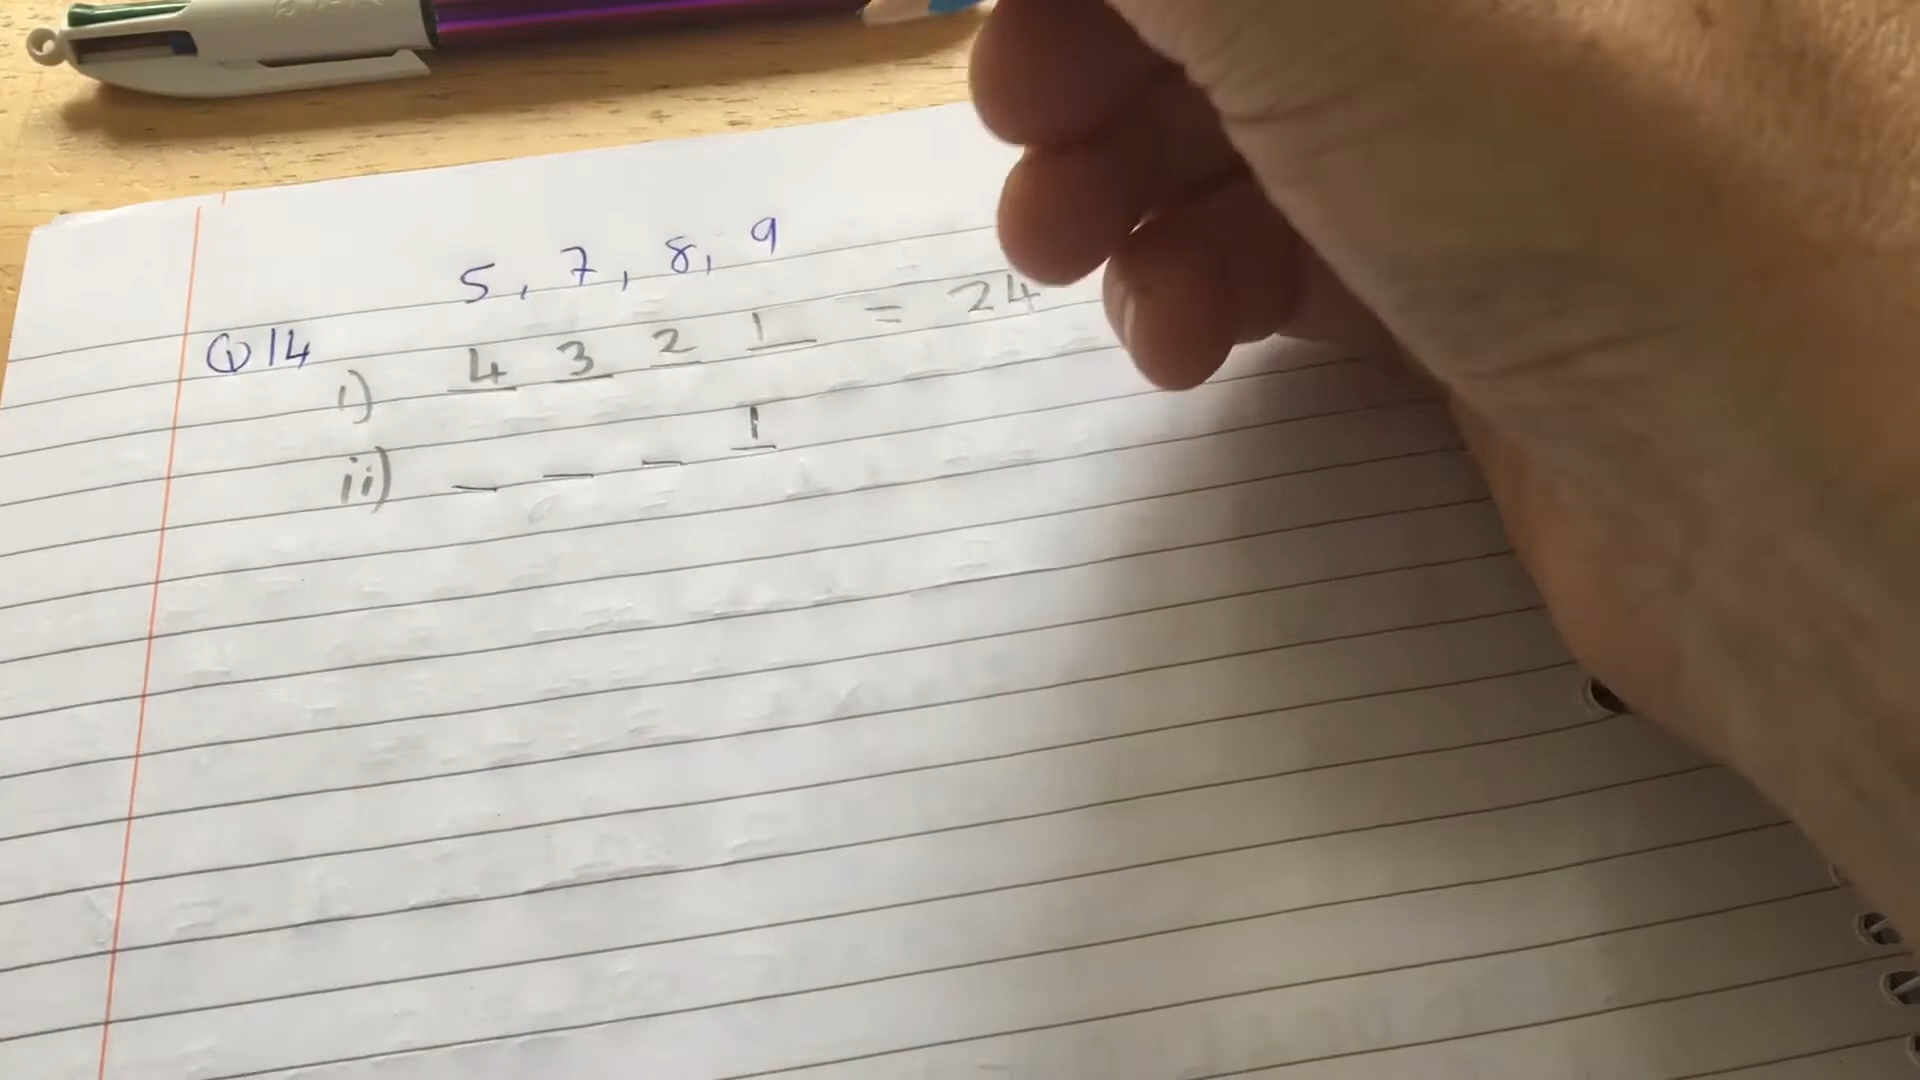 5, 7, 8, 9
Q14
i) 4 3 2 1 = 24
ii) _ _ _ 1